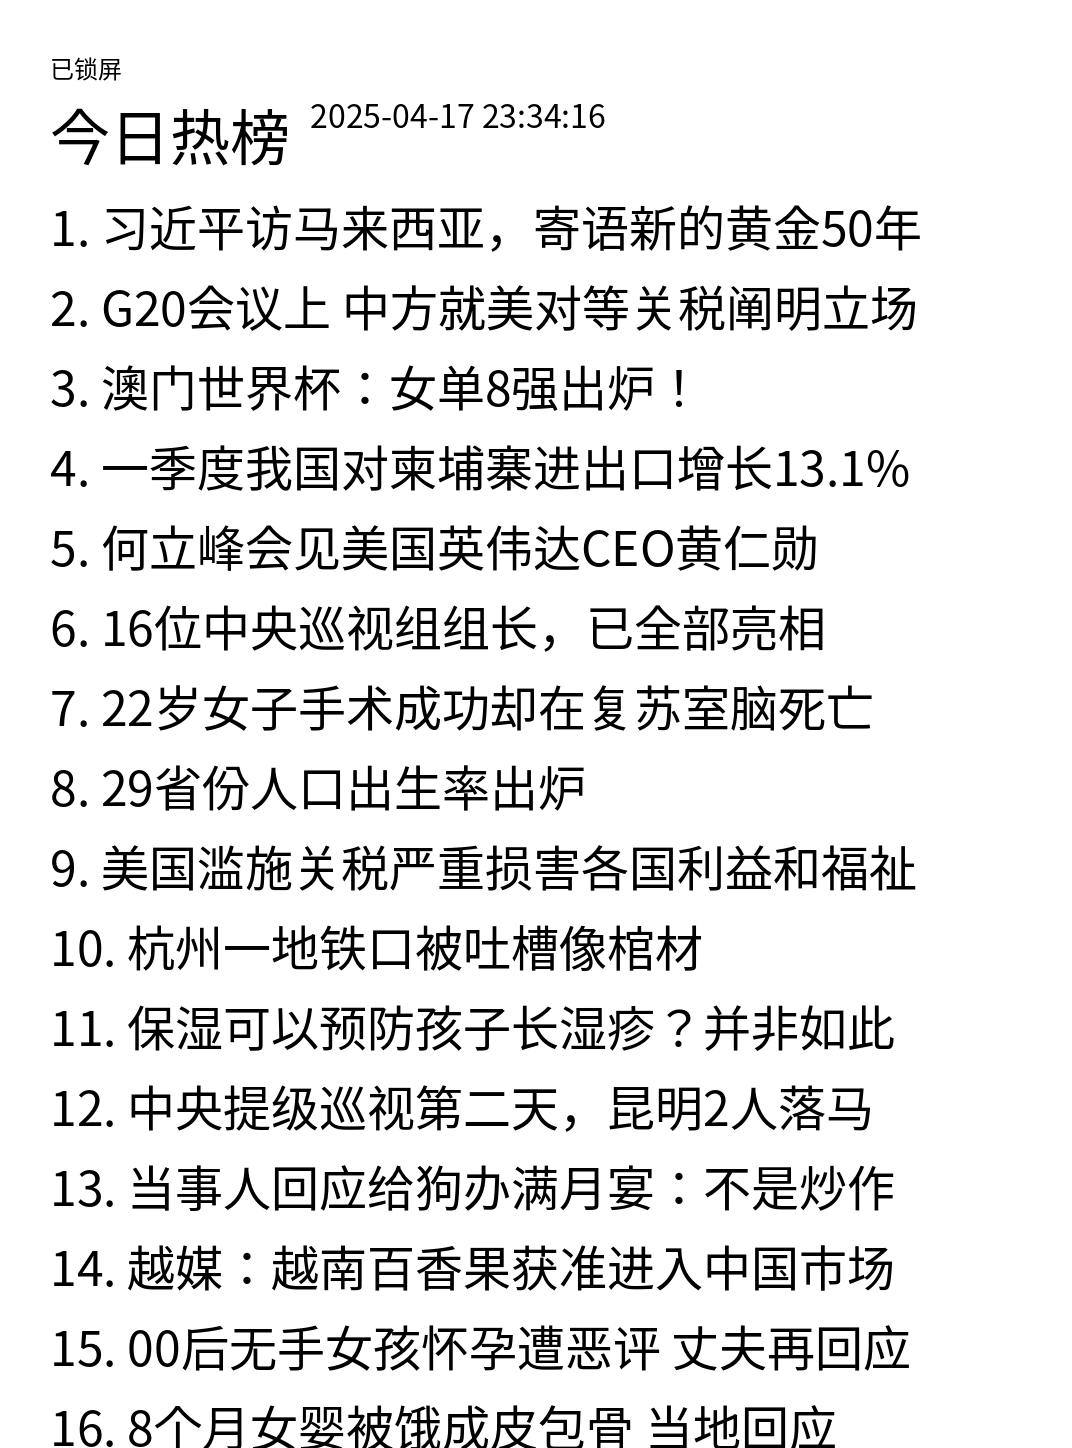 已锁屏
今日热榜 2025-04-17 23:34:16
1. 习近平访马来西亚，寄语新的黄金50年
2. G20会议上 中方就美对等关税阐明立场
3. 澳门世界杯：女单8强出炉！
4. 一季度我国对柬埔寨进出口增长13.1%
5. 何立峰会见美国英伟达CEO黄仁勋
6. 16位中央巡视组组长，已全部亮相
7. 22岁女子手术成功却在复苏室脑死亡
8. 29省份人口出生率出炉
9. 美国滥施关税严重损害各国利益和福祉
10. 杭州一地铁口被吐槽像棺材
11. 保湿可以预防孩子长湿疹？并非如此
12. 中央提级巡视第二天，昆明2人落马
13. 当事人回应给狗办满月宴：不是炒作
14. 越媒：越南百香果获准进入中国市场
15. 00后无手女孩怀孕遭恶评 丈夫再回应
16. 8个月女婴被饿成皮包骨 当地回应